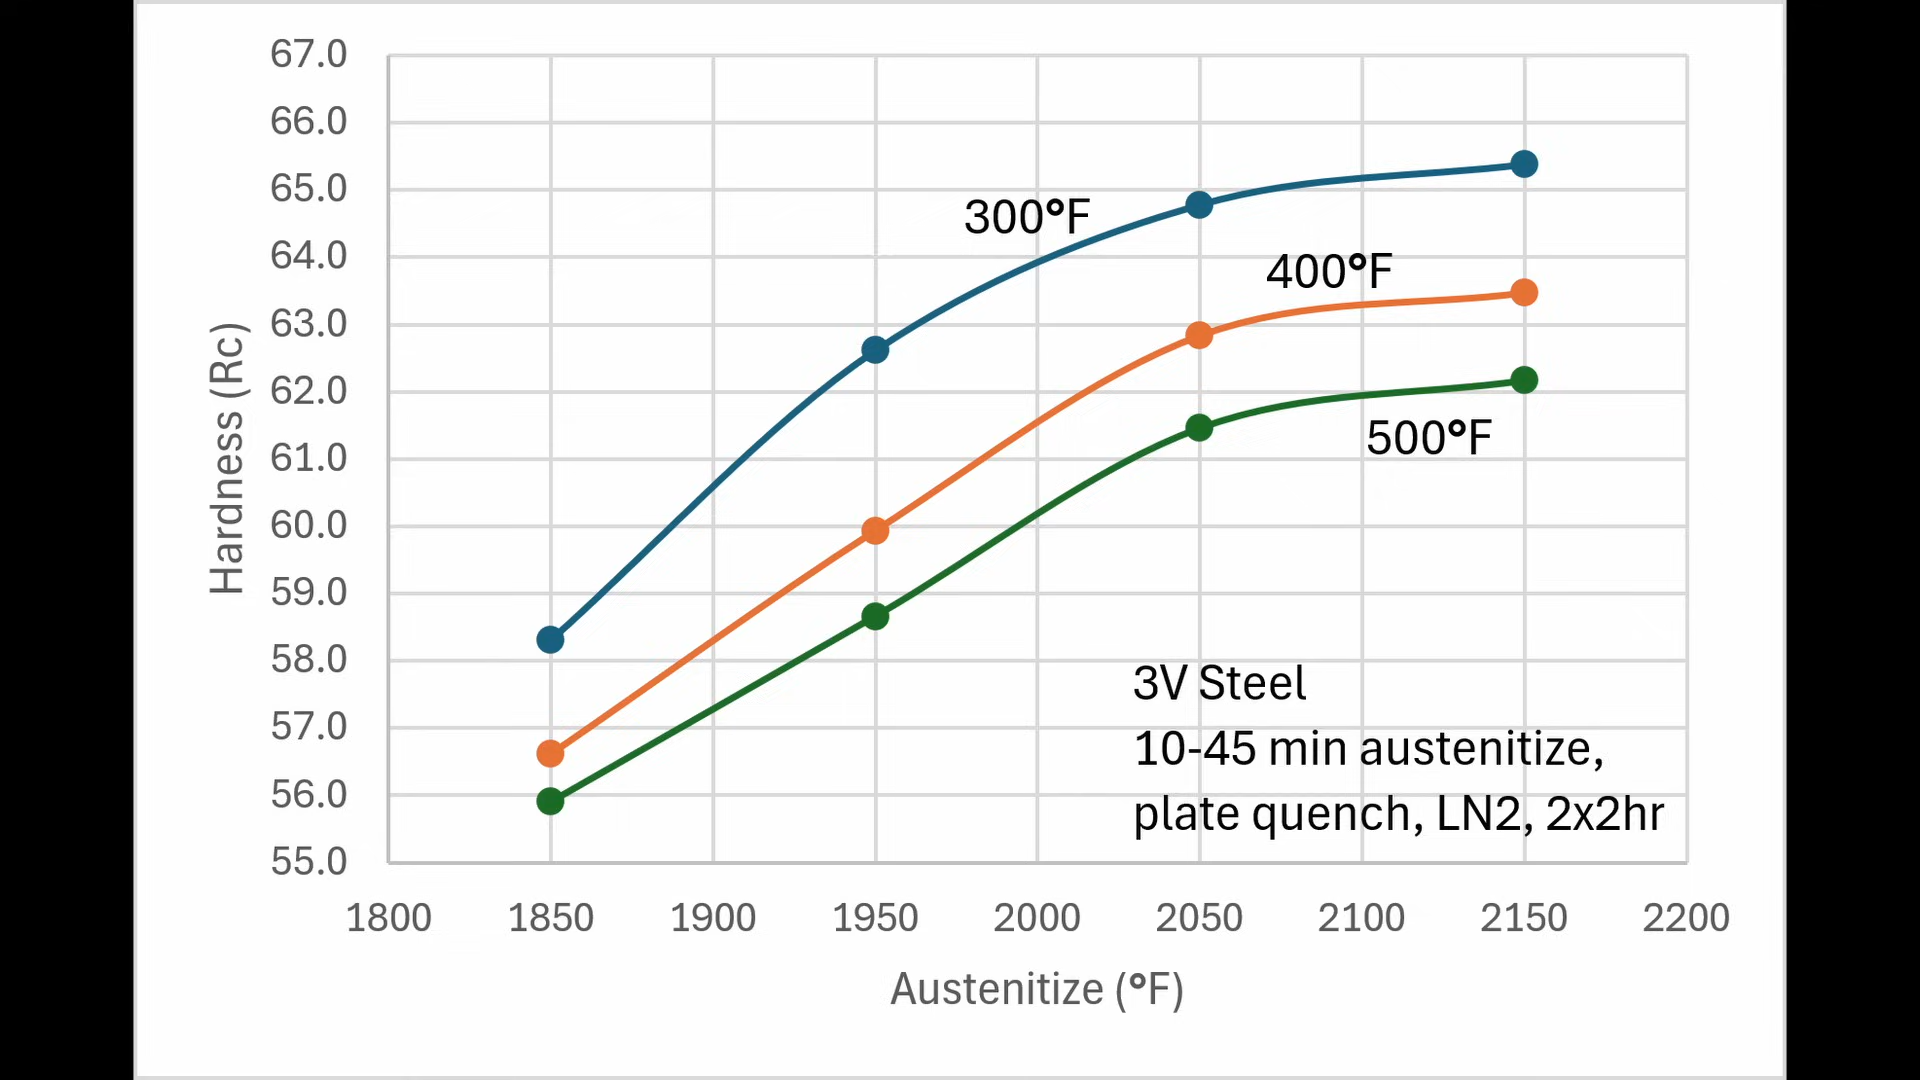 67.0
66.0
65.0
64.0
63.0
62.0
61.0
60.0
59.0
58.0
57.0
56.0
55.0
Hardness (Rc)
300°F
400°F
500°F
3V Steel
10-45 min austenitize,
plate quench, LN2, 2x2hr
1800 1850 1900 1950 2000 2050 2100 2150 2200
Austenitize (°F)